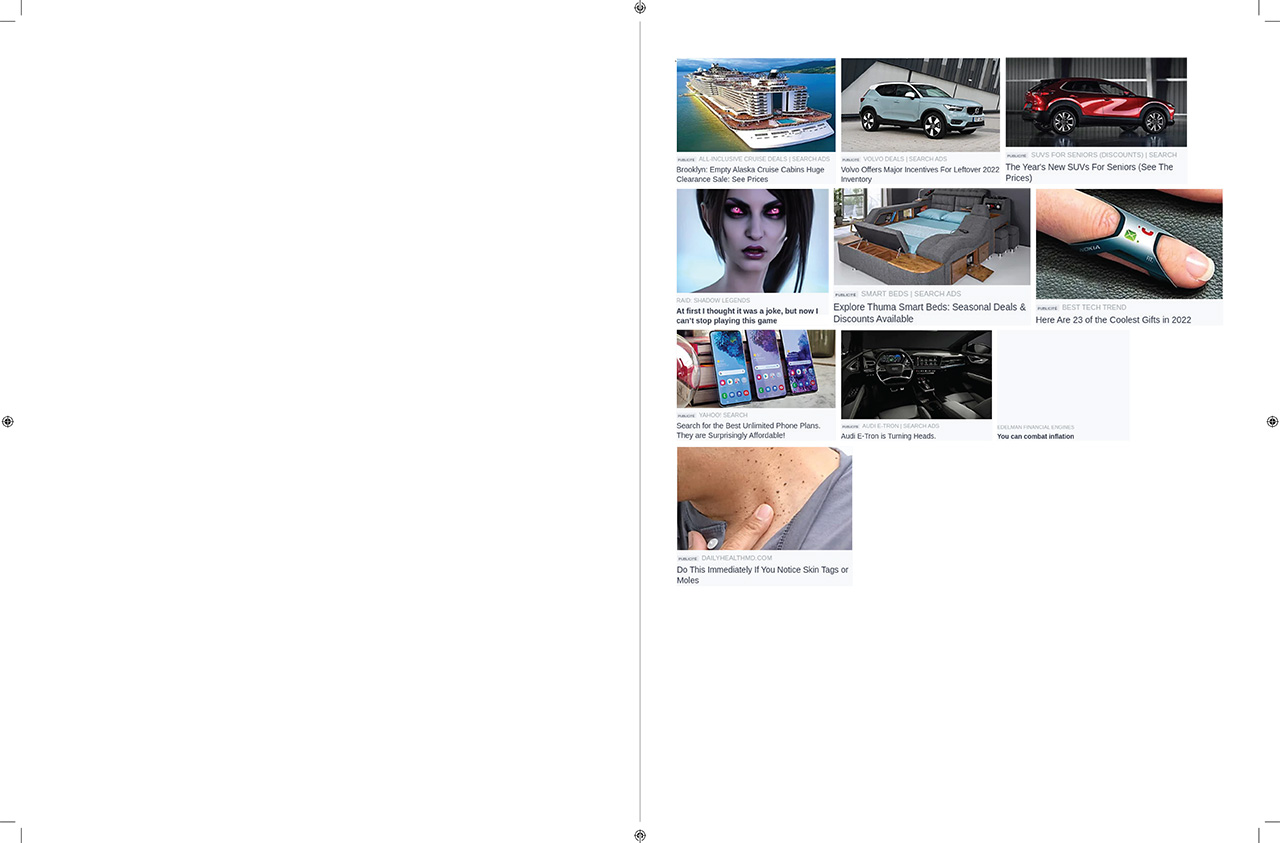 PUBLICITÉ ALL-INCLUSIVE CRUISE DEALS | SEARCH ADS
Brooklyn: Empty Alaska Cruise Cabins Huge
Clearance Sale: See Prices
PUBLICITÉ VOLVO DEALS | SEARCH ADS
Volvo Offers Major Incentives For Leftover 2022
Inventory
PUBLICITÉ SUVS FOR SENIORS (DISCOUNTS) | SEARCH
The Year's New SUVs For Seniors (See The
Prices)
RAID: SHADOW LEGENDS
At first I thought it was a joke, but now I
can't stop playing this game
PUBLICITÉ SMART BEDS | SEARCH ADS
Explore Thuma Smart Beds: Seasonal Deals &
Discounts Available
NOKIA
PUBLICITÉ BEST TECH TREND
Here Are 23 of the Coolest Gifts in 2022
PUBLICITÉ YAHOO! SEARCH
Search for the Best Unlimited Phone Plans.
They are Surprisingly Affordable!
PUBLICITÉ AUDI E-TRON | SEARCH ADS
Audi E-Tron is Turning Heads.
EDELMAN FINANCIAL ENGINES
You can combat inflation
PUBLICITÉ DAILYHEALTHMD.COM
Do This Immediately If You Notice Skin Tags or
Moles